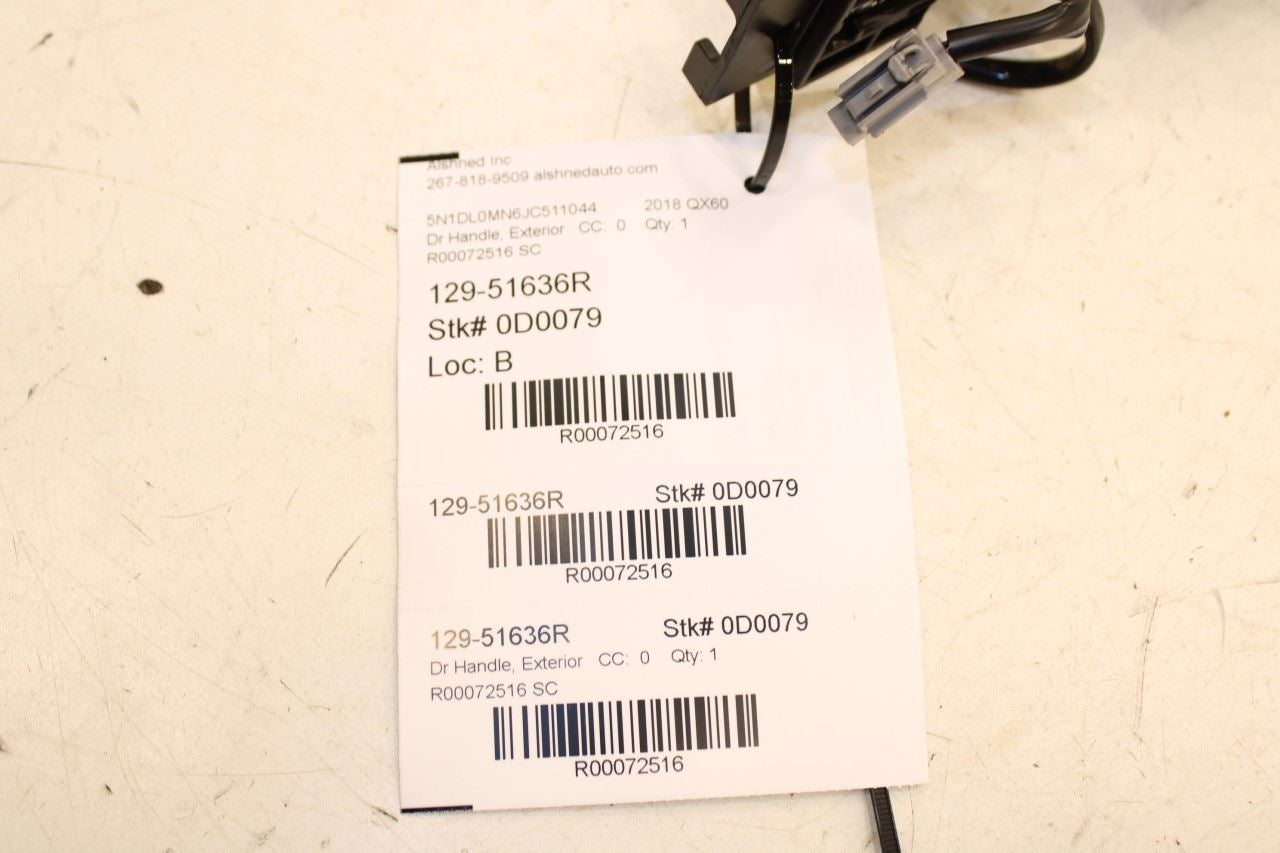 Alshned Inc
267-818-9509 alshnedauto com
5N1DL0MN6JC511044 2018 QX60
Dr Handle, Exterior CC: 0 Qty: 1
R00072516 SC
129-51636R
Stk# 0D0079
Loc: B
R00072516
129-51636R Stk# 0D0079
R00072516
129-51636R Stk# 0D0079
Dr Handle, Exterior CC: 0 Qty: 1
R00072516 SC
R00072516